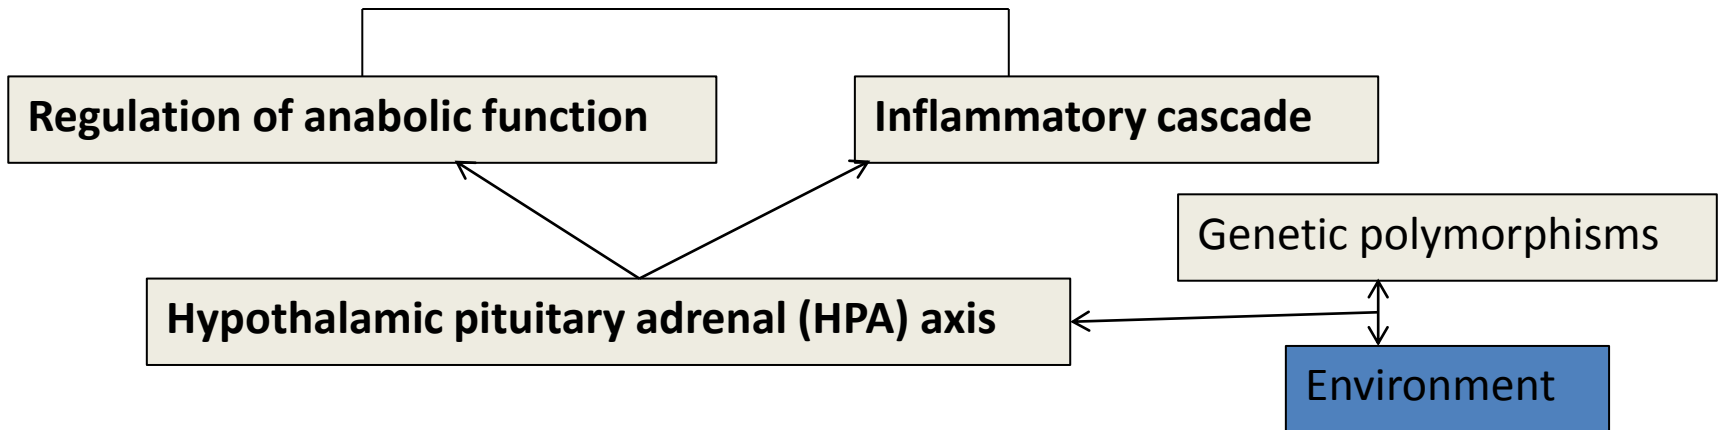 Regulation of anabolic function
Inflammatory cascade
Genetic polymorphisms
Hypothalamic pituitary adrenal (HPA) axis
Environment